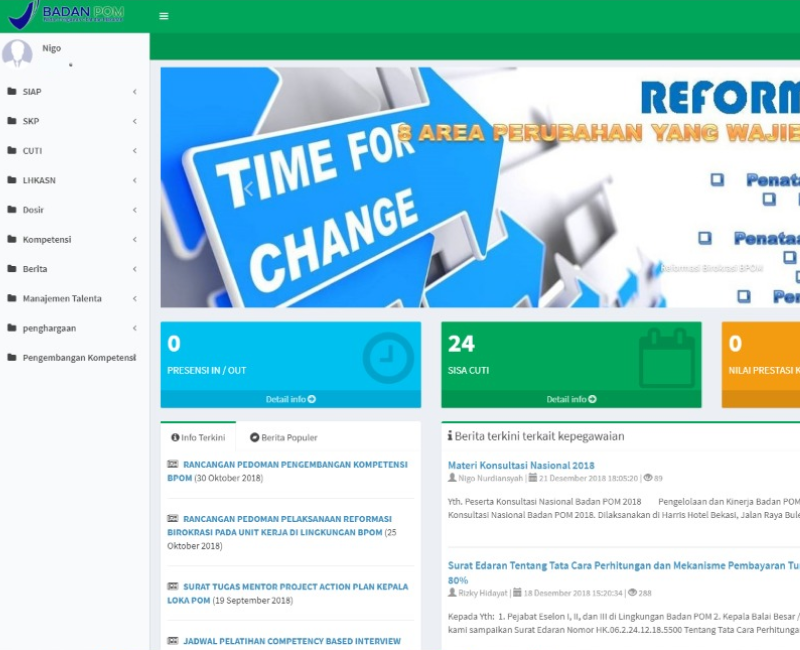 BADAN POM
Nigo
SIAP
SKP
CUTI
LHKASN
Dosir
Kompetensi
Berita
Manajemen Talenta
penghargaan
Pengembangan Kompetensi
TIME FOR
CHANGE
REFORM
8 AREA PERUBAHAN YANG WAJIB
Penata
Penataa
Pen
Reformasi Birokrasi BPOM
0
PRESENSI IN / OUT
Detail info
24
SISA CUTI
Detail info
0
NILAI PRESTASI K
Info Terkini
Berita Populer
RANCANGAN PEDOMAN PENGEMBANGAN KOMPETENSI
BPOM (30 Oktober 2018)
RANCANGAN PEDOMAN PELAKSANAAN REFORMASI
BIROKRASI PADA UNIT KERJA DI LINGKUNGAN BPOM (25
Oktober 2018)
SURAT TUGAS MENTOR PROJECT ACTION PLAN KEPALA
LOKA POM (19 September 2018)
JADWAL PELATIHAN COMPETENCY BASED INTERVIEW
Berita terkini terkait kepegawaian
Materi Konsultasi Nasional 2018
Nigo Nurdiansyah | 21 Desember 2018 18:05:20 | 89
Yth. Peserta Konsultasi Nasional Badan POM 2018 Pengelolaan dan Kinerja Badan POM
Konsultasi Nasional Badan POM 2018. Dilaksanakan di Harris Hotel Bekasi, Jalan Raya Bule
Surat Edaran Tentang Tata Cara Perhitungan dan Mekanisme Pembayaran Tu
80%
Rizky Hidayat | 18 Desember 2018 15:20:34 | 288
Kepada Yth: 1. Pejabat Eselon I, II, dan III di Lingkungan Badan POM 2. Kepala Balai Besar /
kami sampaikan Surat Edaran Nomor HK.06.2.24.12.18.5500 Tentang Tata Cara Perhitunga